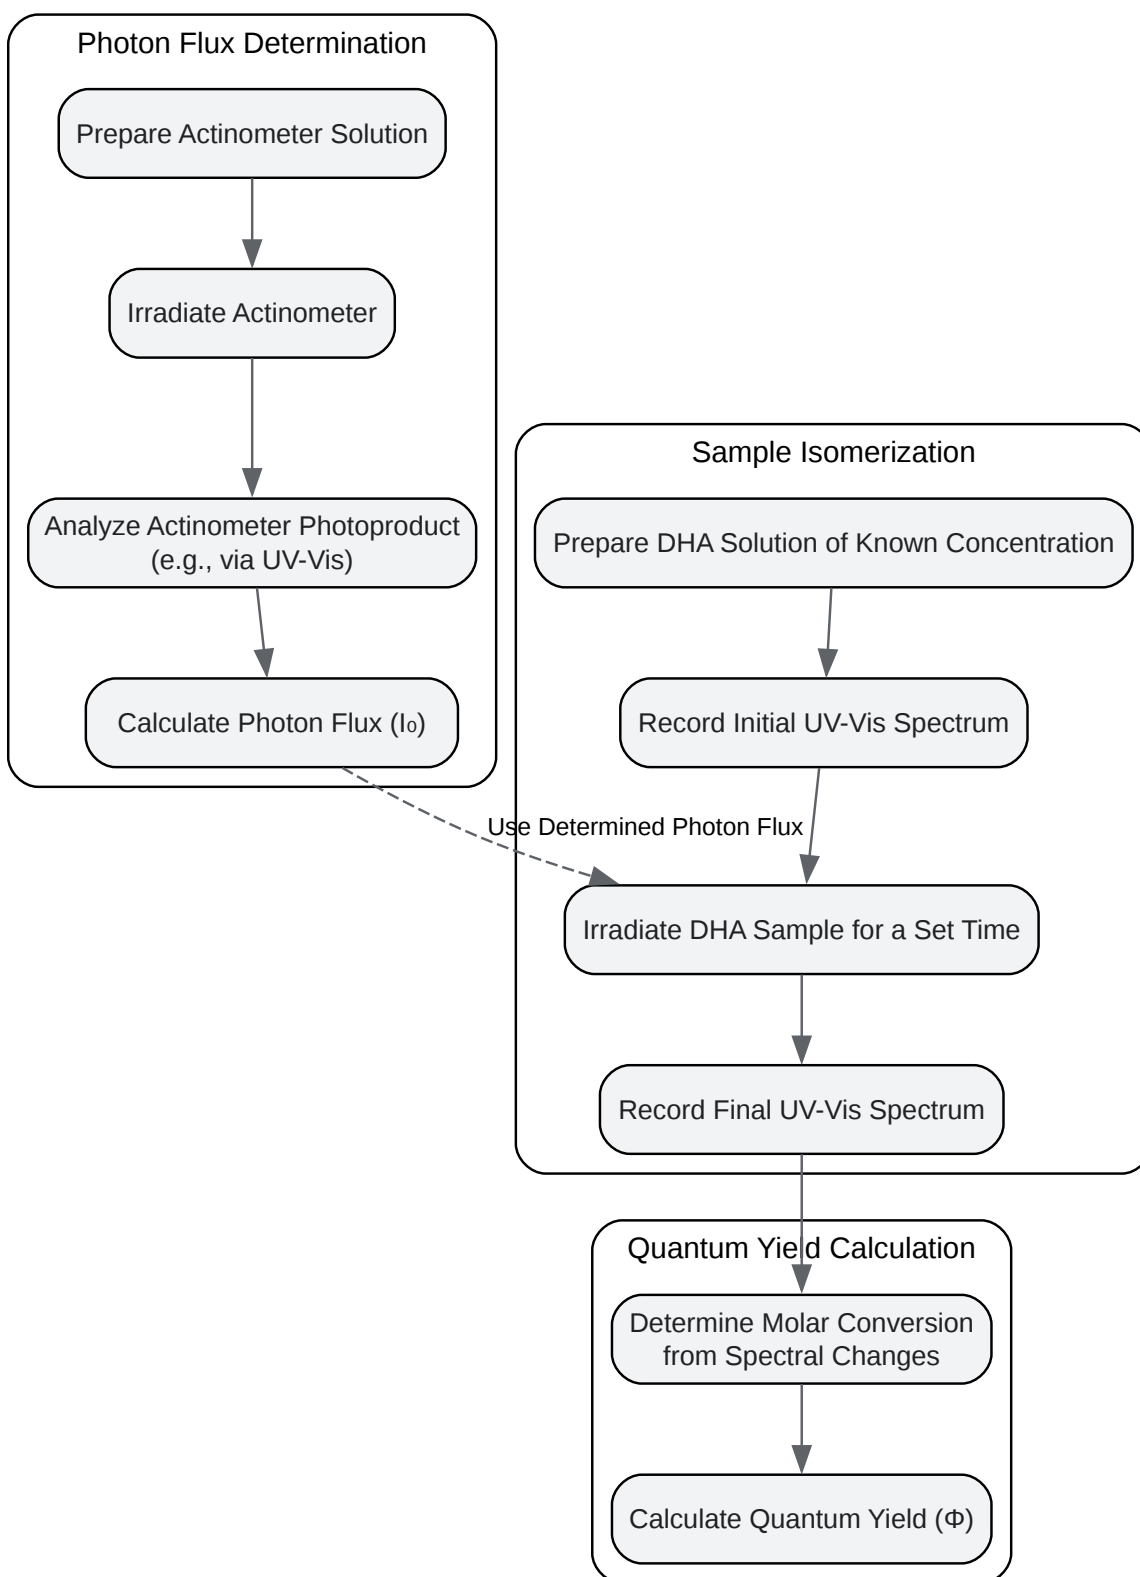 Photon Flux Determination
Prepare Actinometer Solution
Irradiate Actinometer
Analyze Actinometer Photoproduct
(e.g., via UV-Vis)
Calculate Photon Flux (I₀)
Sample Isomerization
Prepare DHA Solution of Known Concentration
Record Initial UV-Vis Spectrum
Use Determined Photon Flux
Irradiate DHA Sample for a Set Time
Record Final UV-Vis Spectrum
Quantum Yield Calculation
Determine Molar Conversion
from Spectral Changes
Calculate Quantum Yield (Φ)